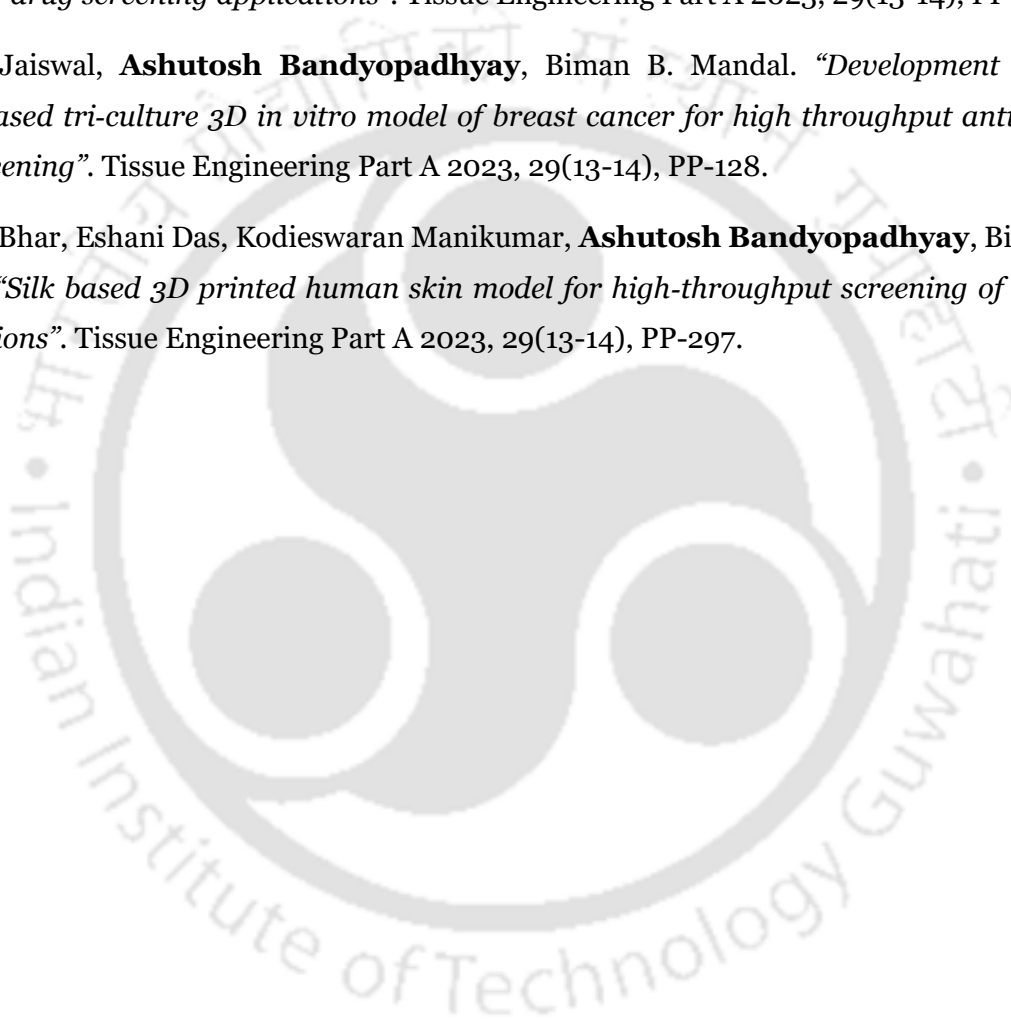 drug screening applications”. Tissue Engineering Part A 2023, 29(13-14), PP
Jaiswal, Ashutosh Bandyopadhyay, Biman B. Mandal. “Development
ased tri-culture 3D in vitro model of breast cancer for high throughput anti
ening”. Tissue Engineering Part A 2023, 29(13-14), PP-128.
Bhar, Eshani Das, Kodieswaran Manikumar, Ashutosh Bandyopadhyay, Bi
“Silk based 3D printed human skin model for high-throughput screening of
ions”. Tissue Engineering Part A 2023, 29(13-14), PP-297.
Indian Institute of Technology Guwahati